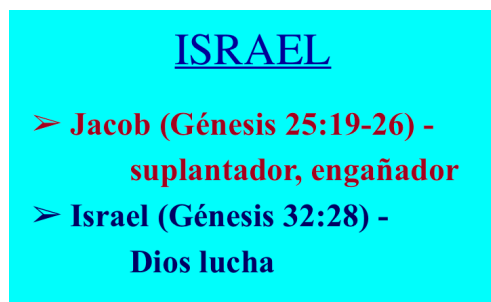 ISRAEL
➢ Jacob (Génesis 25:19-26) -
suplantador, engañador
➢ Israel (Génesis 32:28) -
Dios lucha